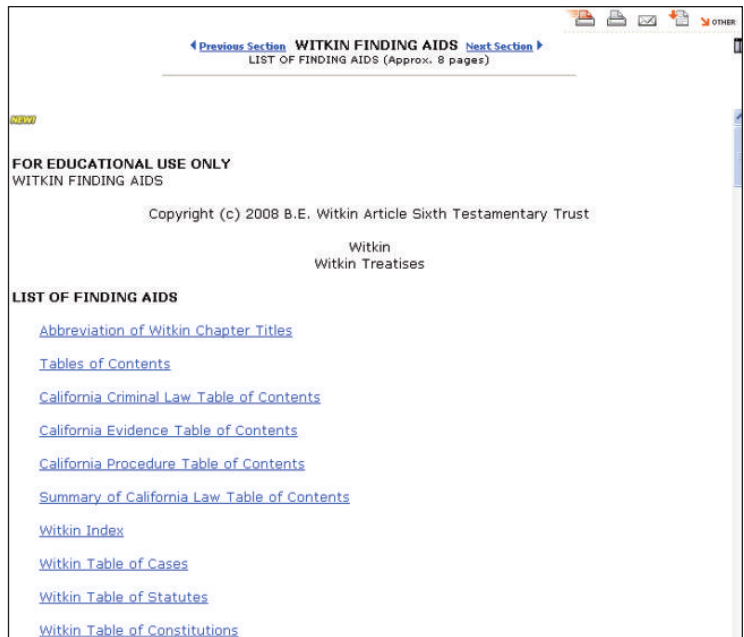 OTHER
Previous Section WITKIN FINDING AIDS Next Section
LIST OF FINDING AIDS (Approx. 8 pages)
NEW!
FOR EDUCATIONAL USE ONLY
WITKIN FINDING AIDS
Copyright (c) 2008 B.E. Witkin Article Sixth Testamentary Trust
Witkin
Witkin Treatises
LIST OF FINDING AIDS
Abbreviation of Witkin Chapter Titles
Tables of Contents
California Criminal Law Table of Contents
California Evidence Table of Contents
California Procedure Table of Contents
Summary of California Law Table of Contents
Witkin Index
Witkin Table of Cases
Witkin Table of Statutes
Witkin Table of Constitutions